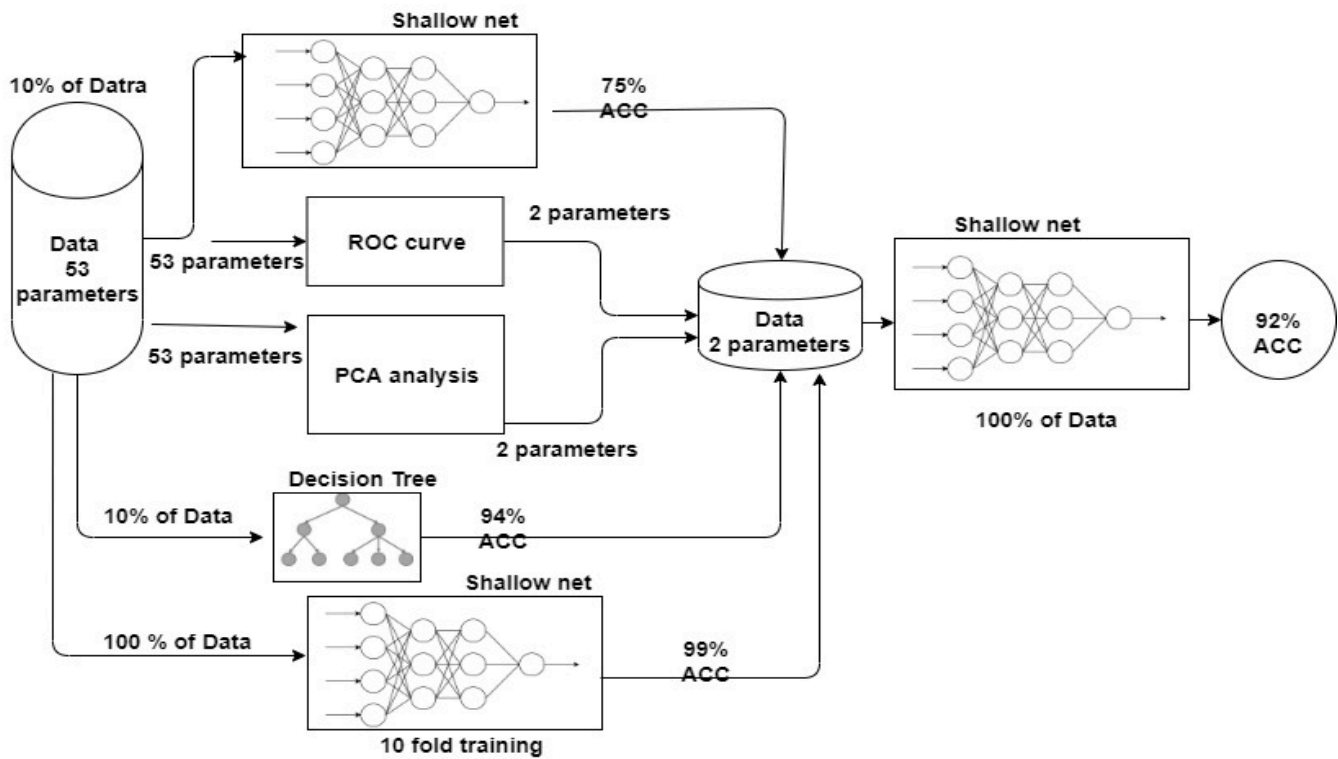 Shallow net
10% of Datra
75%
ACC
Data
53
parameters
53 parameters
ROC curve
2 parameters
53 parameters
PCA analysis
2 parameters
Data
2 parameters
Shallow net
100% of Data
92%
ACC
Decision Tree
10% of Data
94%
ACC
Shallow net
100 % of Data
99%
ACC
10 fold training